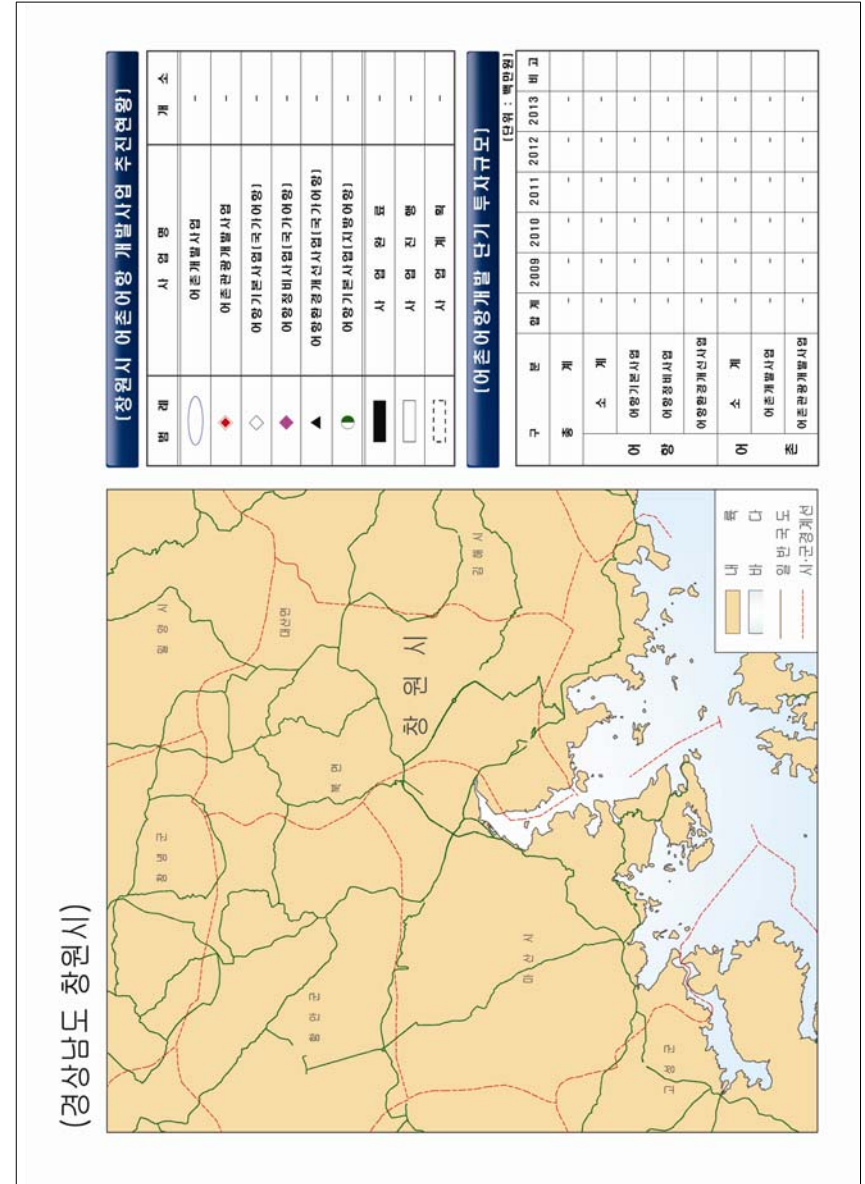 (경상남도 창원시)
밀양시
창녕군
대산면
북면
함안군
창원시
김해시
마산시
고성군
내 륙
바 다
일반국도
시·군경계선
[창원시 어촌어항 개발사업 추진현황]
범 례 사 업 명 개 소
어촌개발사업 -
어촌관광개발사업 -
어항기본사업(국가어항) -
어항정비사업(국가어항) -
어항환경개선사업(국가어항) -
어항기본사업(지방어항) -
사 업 완 료 -
사 업 진 행 -
사 업 계 획 -
[어촌어항개발 단기 투자규모]
(단위 : 백만원)
구 분 합 계 2009 2010 2011 2012 2013 비 고
총 계 - - - - - -
어 항 소 계 - - - - - -
어항기본사업 - - - - - -
어항정비사업 - - - - - -
어항환경개선사업 - - - - - -
어 촌 소 계 - - - - - -
어촌개발사업 - - - - - -
어촌관광개발사업 - - - - - -